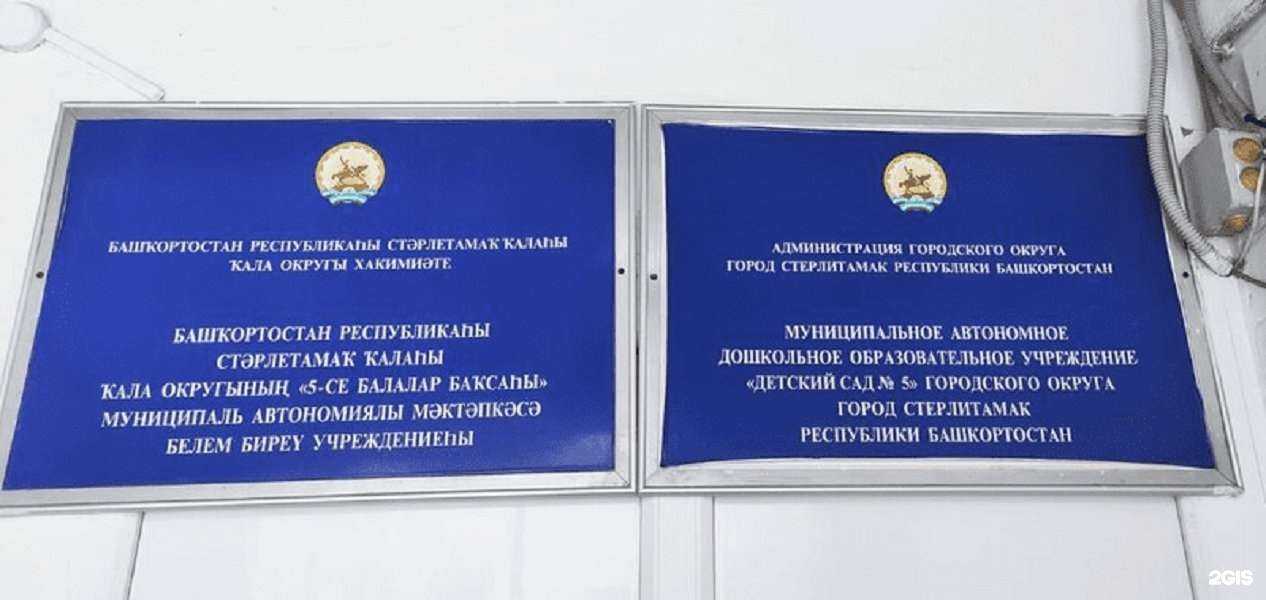 БАШҠОРТОСТАН РЕСПУБЛИКАҺЫ СТӘРЛЕТАМАҠ ҠАЛАҺЫ
ҠАЛА ОКРУГЫ ХАКИМИӘТЕ
БАШҠОРТОСТАН РЕСПУБЛИКАҺЫ
СТӘРЛЕТАМАҠ ҠАЛАҺЫ
ҠАЛА ОКРУГЫНЫҢ «5-СЕ БАЛАЛАР БАҠСАҺЫ»
МУНИЦИПАЛЬ АВТОНОМИЯЛЫ МӘКТӘПКӘСӘ
БЕЛЕМ БИРЕҮ УЧРЕЖДЕНИЕҺЫ
АДМИНИСТРАЦИЯ ГОРОДСКОГО ОКРУГА
ГОРОД СТЕРЛИТАМАК РЕСПУБЛИКИ БАШКОРТОСТАН
МУНИЦИПАЛЬНОЕ АВТОНОМНОЕ
ДОШКОЛЬНОЕ ОБРАЗОВАТЕЛЬНОЕ УЧРЕЖДЕНИЕ
«ДЕТСКИЙ САД № 5» ГОРОДСКОГО ОКРУГА
ГОРОД СТЕРЛИТАМАК
РЕСПУБЛИКИ БАШКОРТОСТАН
2GIS